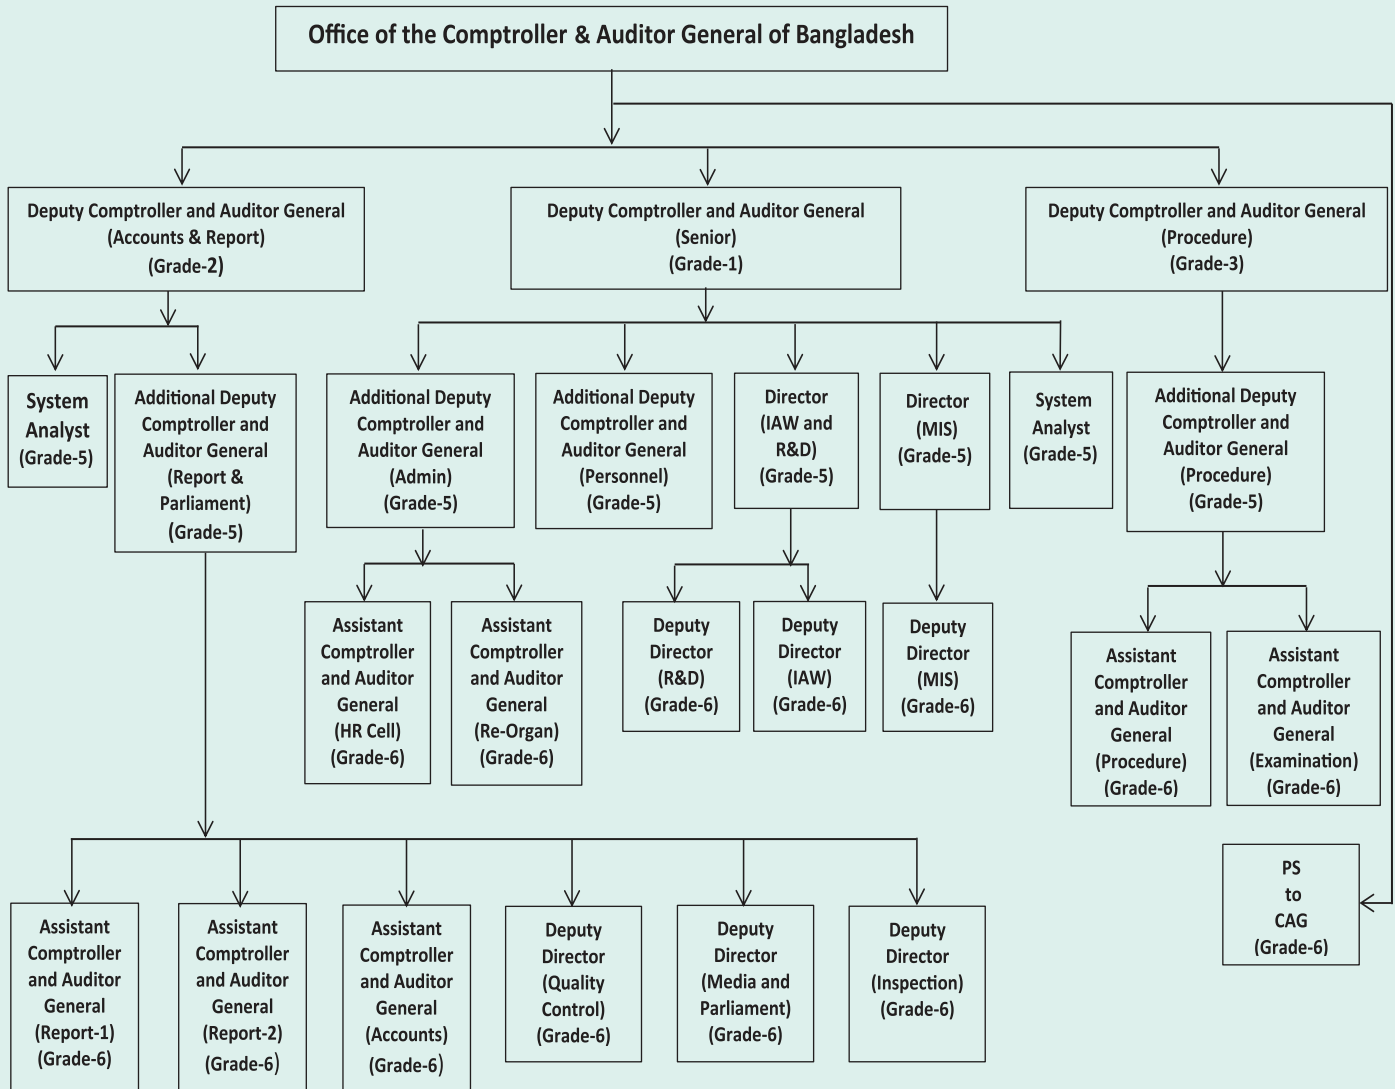 Office of the Comptroller & Auditor General of Bangladesh
Deputy Comptroller and Auditor General
(Accounts & Report)
(Grade-2)
Deputy Comptroller and Auditor General
(Senior)
(Grade-1)
Deputy Comptroller and Auditor General
(Procedure)
(Grade-3)
System
Analyst
(Grade-5)
Additional Deputy
Comptroller and
Auditor General
(Report &
Parliament)
(Grade-5)
Additional Deputy
Comptroller and
Auditor General
(Admin)
(Grade-5)
Additional Deputy
Comptroller and
Auditor General
(Personnel)
(Grade-5)
Director
(IAW and
R&D)
(Grade-5)
Director
(MIS)
(Grade-5)
System
Analyst
(Grade-5)
Additional Deputy
Comptroller and
Auditor General
(Procedure)
(Grade-5)
Assistant
Comptroller
and Auditor
General
(HR Cell)
(Grade-6)
Assistant
Comptroller
and Auditor
General
(Re-Organ)
(Grade-6)
Deputy
Director
(R&D)
(Grade-6)
Deputy
Director
(IAW)
(Grade-6)
Deputy
Director
(MIS)
(Grade-6)
Assistant
Comptroller
and Auditor
General
(Procedure)
(Grade-6)
Assistant
Comptroller
and Auditor
General
(Examination)
(Grade-6)
PS
to
CAG
(Grade-6)
Assistant
Comptroller
and Auditor
General
(Report-1)
(Grade-6)
Assistant
Comptroller
and Auditor
General
(Report-2)
(Grade-6)
Assistant
Comptroller
and Auditor
General
(Accounts)
(Grade-6)
Deputy
Director
(Quality
Control)
(Grade-6)
Deputy
Director
(Media and
Parliament)
(Grade-6)
Deputy
Director
(Inspection)
(Grade-6)